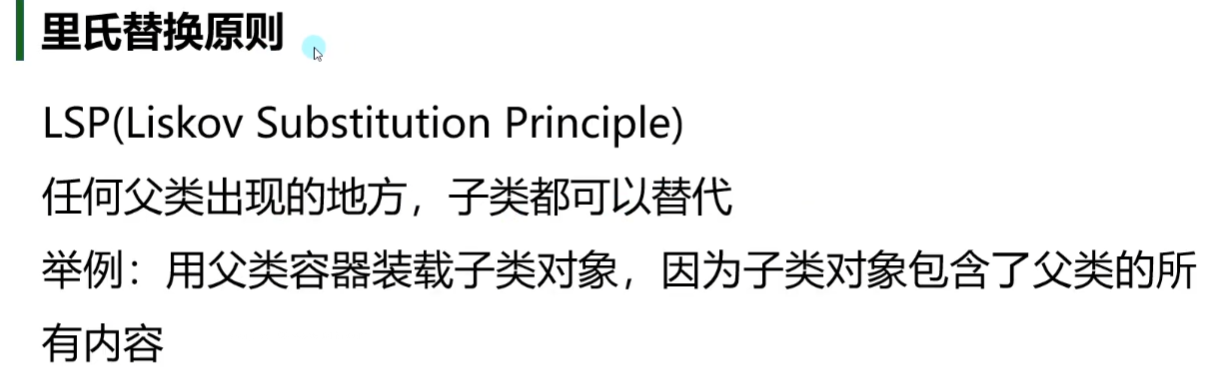 里氏替换原则
LSP(Liskov Substitution Principle)
任何父类出现的地方，子类都可以替代
举例：用父类容器装载子类对象，因为子类对象包含了父类的所
有内容